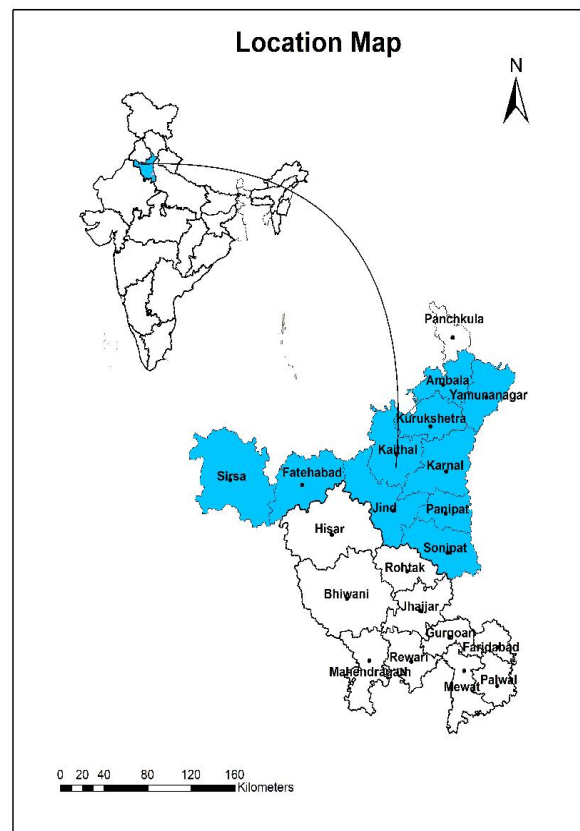 Location Map
N
Panchkula
Ambala
Yamunanagar
Kurukshetra
Kaithal
Karnal
Sirsa
Fatehabad
Jind
Panipat
Hisar
Sonipat
Rohtak
Bhiwani
Jhajjar
Gurgoan
Faridabad
Rewari
Mahendragarh
Mewat
Palwal
0 10 20 40 80 120 160
Kilometers